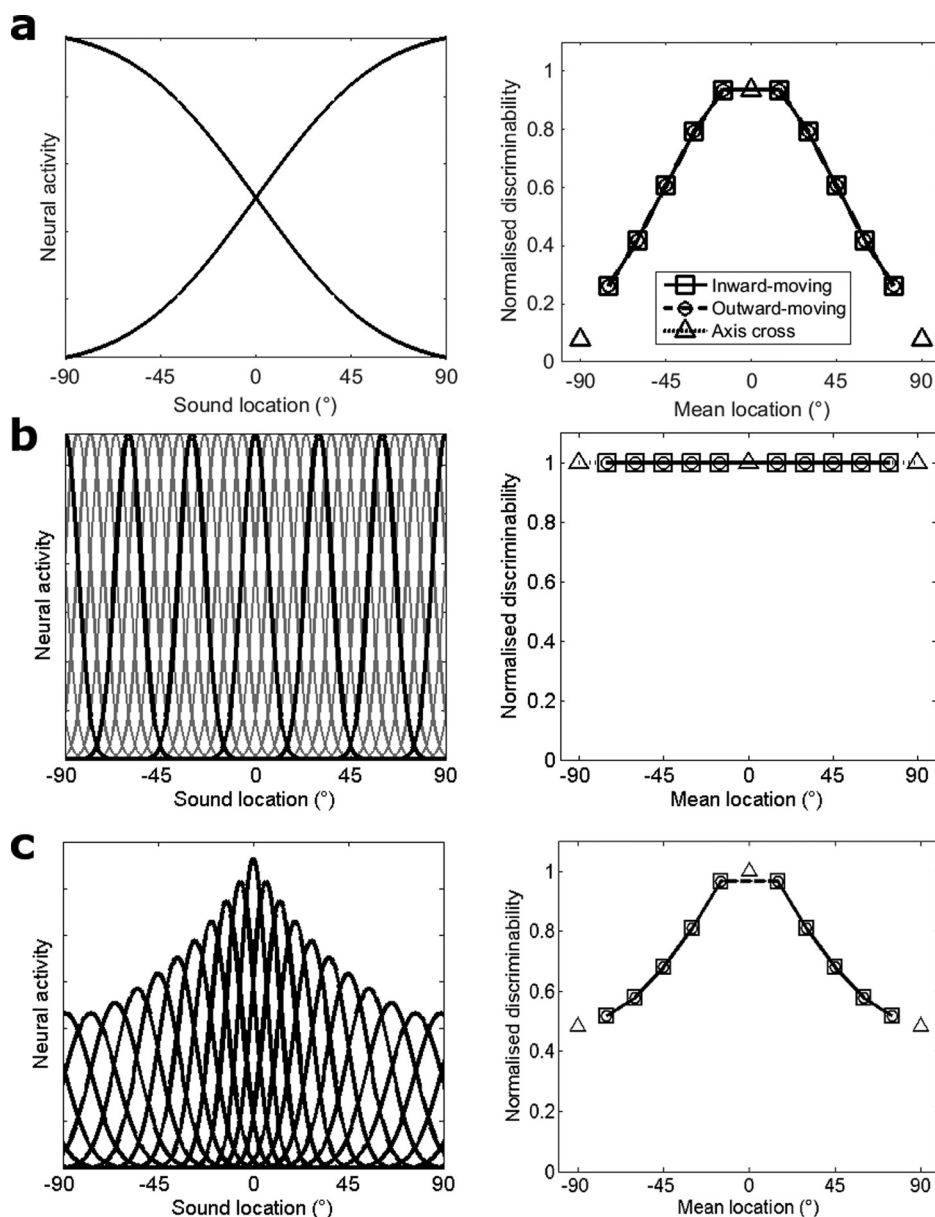 a
Neural activity
-90 -45 0 45 90
Sound location (°)
Normalised discriminability
1
0.8
0.6
0.4
0.2
0
Inward-moving
Outward-moving
Axis cross
-90 -45 0 45 90
Mean location (°)
b
Neural activity
-90 -45 0 45 90
Sound location (°)
Normalised discriminability
1
0.8
0.6
0.4
0.2
0
-90 -45 0 45 90
Mean location (°)
c
Neural activity
-90 -45 0 45 90
Sound location (°)
Normalised discriminability
1
0.8
0.6
0.4
0.2
0
-90 -45 0 45 90
Mean location (°)